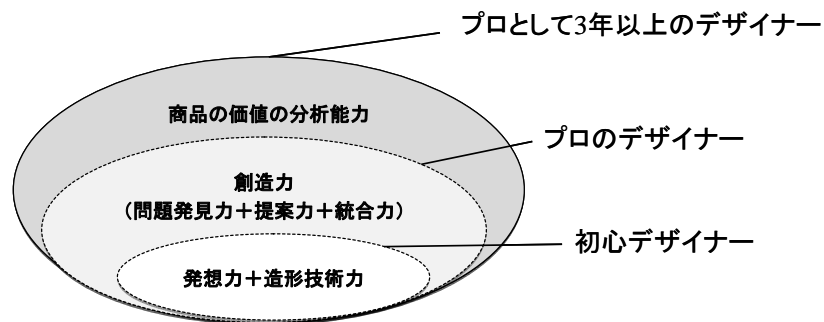 プロとして3年以上のデザイナー
商品の価値の分析能力
プロのデザイナー
創造力
（問題発見力＋提案力＋統合力）
初心デザイナー
発想力＋造形技術力